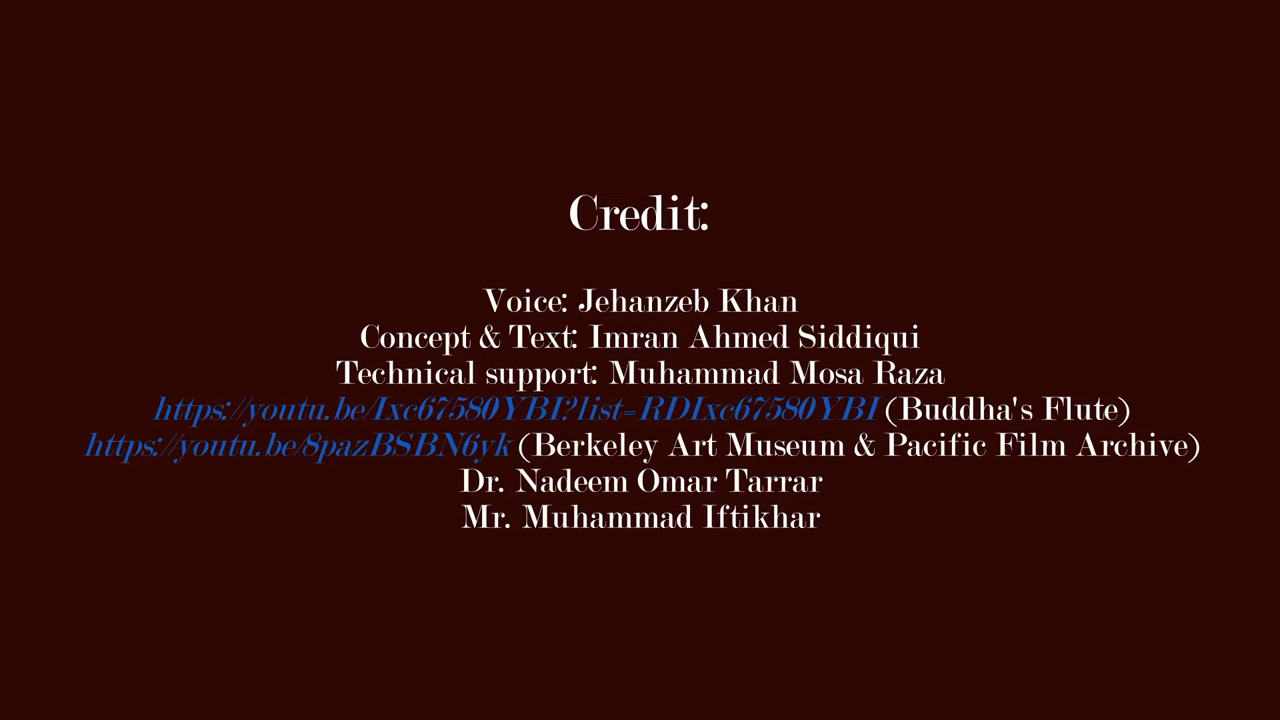 Credit:
Voice: Jehanzeb Khan
Concept & Text: Imran Ahmed Siddiqui
Technical support: Muhammad Mosa Raza
https://youtu.be/Ixc67580YBI?list=RDIxc67580YBI (Buddha's Flute)
https://youtu.be/8pazBSBN6yk (Berkeley Art Museum & Pacific Film Archive)
Dr. Nadeem Omar Tarrar
Mr. Muhammad Iftikhar